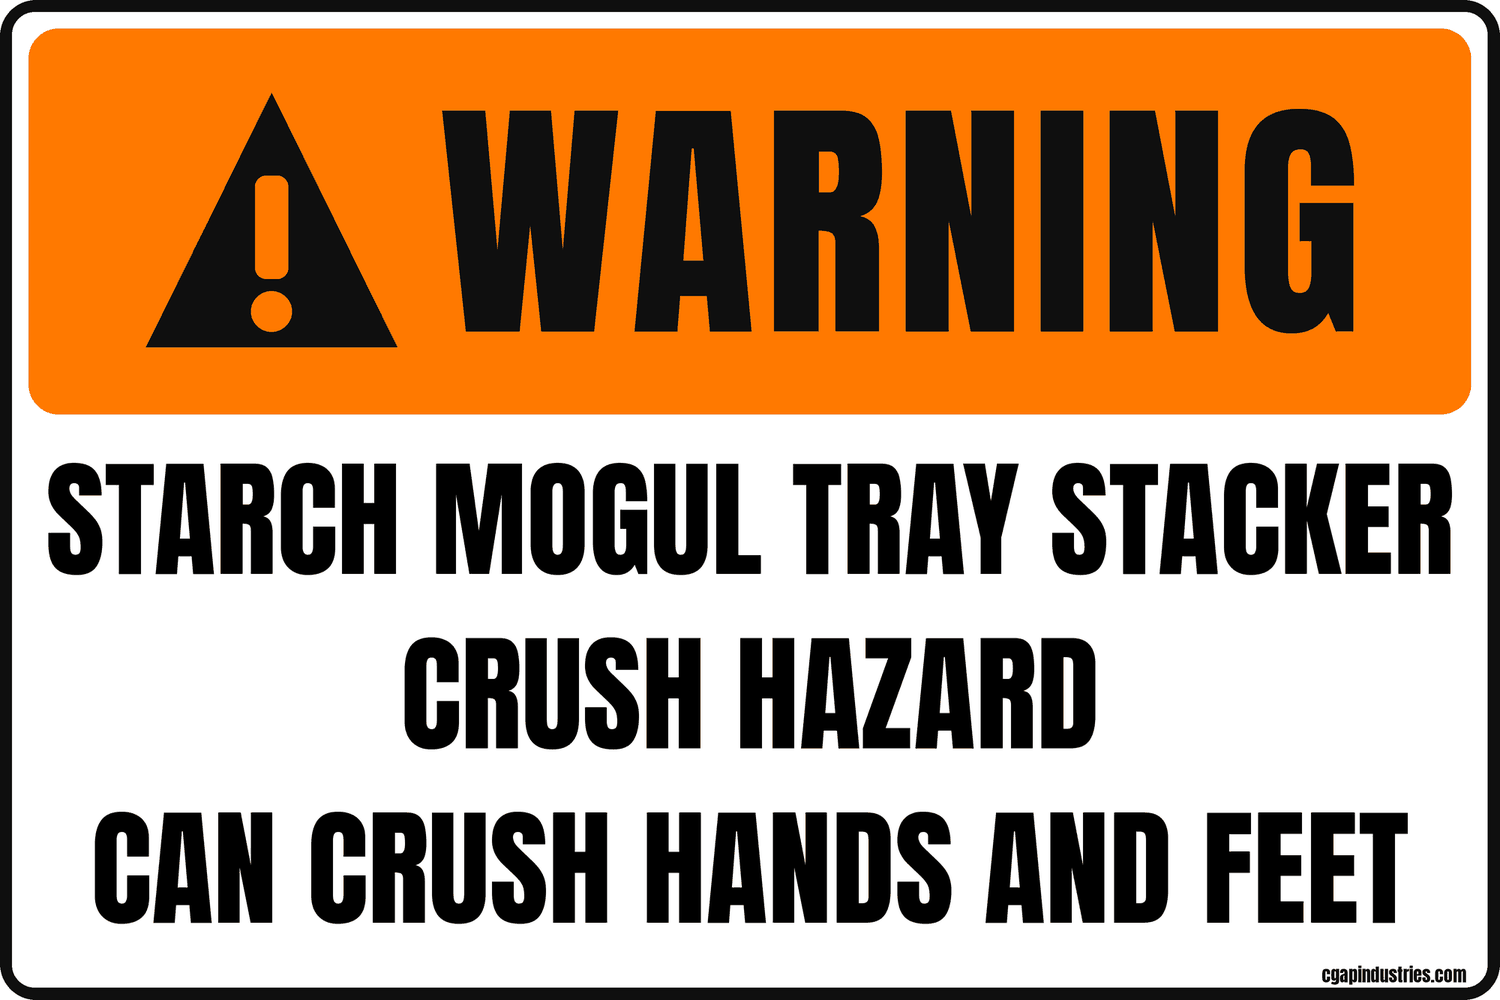 WARNING
STARCH MOGUL TRAY STACKER
CRUSH HAZARD
CAN CRUSH HANDS AND FEET
cgapindustries.com